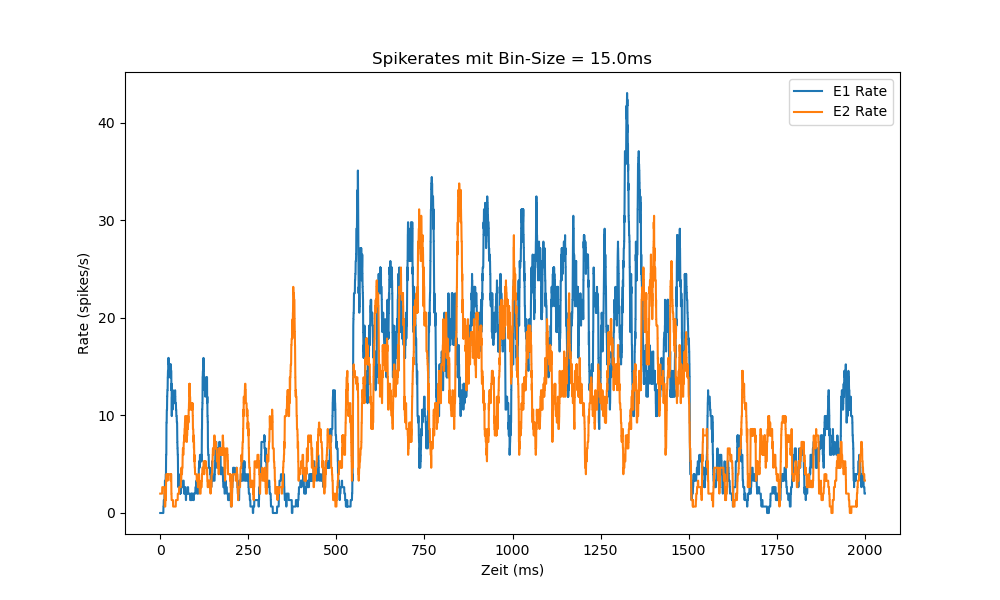 Spikerates mit Bin-Size = 15.0ms
E1 Rate
E2 Rate
Rate (spikes/s)
40
30
20
10
0
0 250 500 750 1000 1250 1500 1750 2000
Zeit (ms)